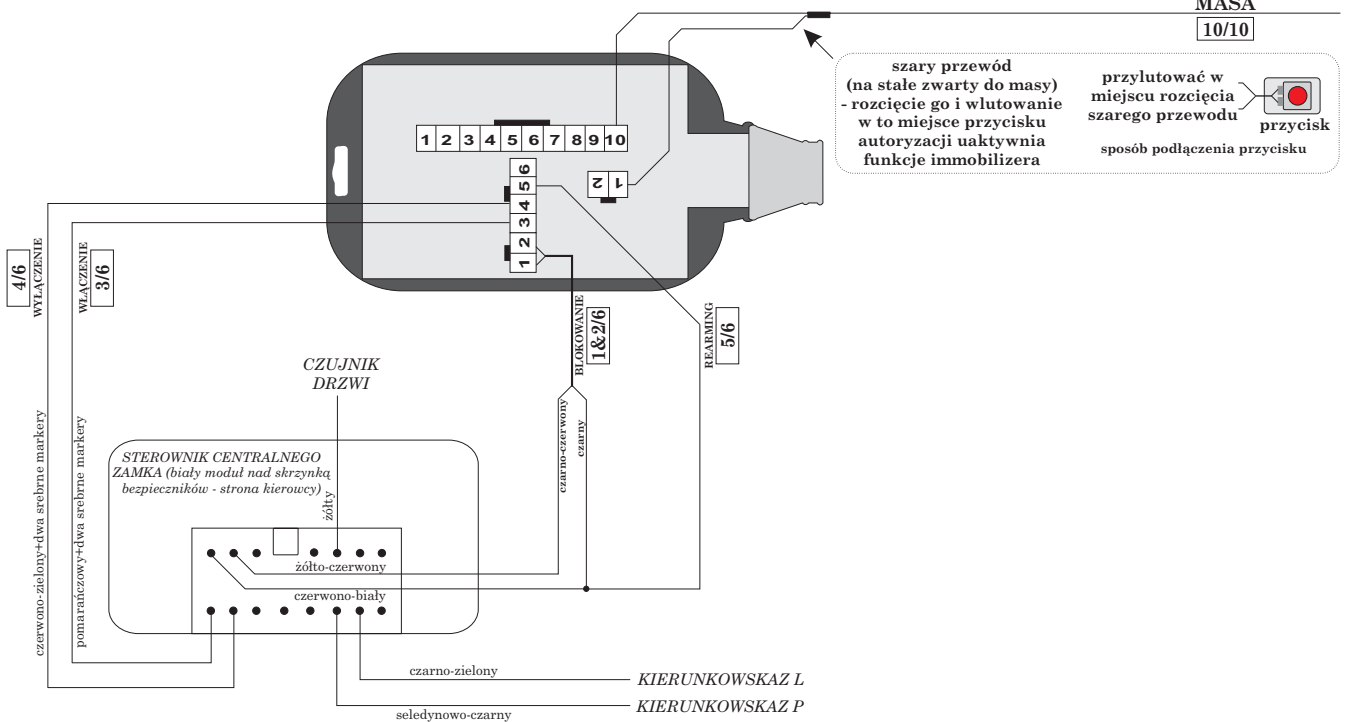 MASA
10/10
szary przewód
(na stałe zwarty do masy)
- rozcięcie go i wlutowanie
w to miejsce przycisku
autoryzacji uaktywnia
funkcje immobilizera
przylutować w
miejscu rozcięcia
szarego przewodu
przycisk
sposób podłączenia przycisku
1 2 3 4 5 6 7 8 9 10
6
5
4
3
2
1
2 1
4/6
WYŁĄCZENIE
WŁĄCZENIE
3/6
BLOKOWANIE
1&2/6
REARMING
5/6
CZUJNIK
DRZWI
czerwono-zielony+dwa srebrne markery
pomarańczowy+dwa srebrne markery
STEROWNIK CENTRALNEGO
ZAMKA (biały moduł nad skrzynką
bezpieczników - strona kierowcy)
żółty
czarno-czerwony
czarny
żółto-czerwony
czerwono-biały
czarno-zielony
KIERUNKOWSKAZ L
seledynowo-czarny
KIERUNKOWSKAZ P